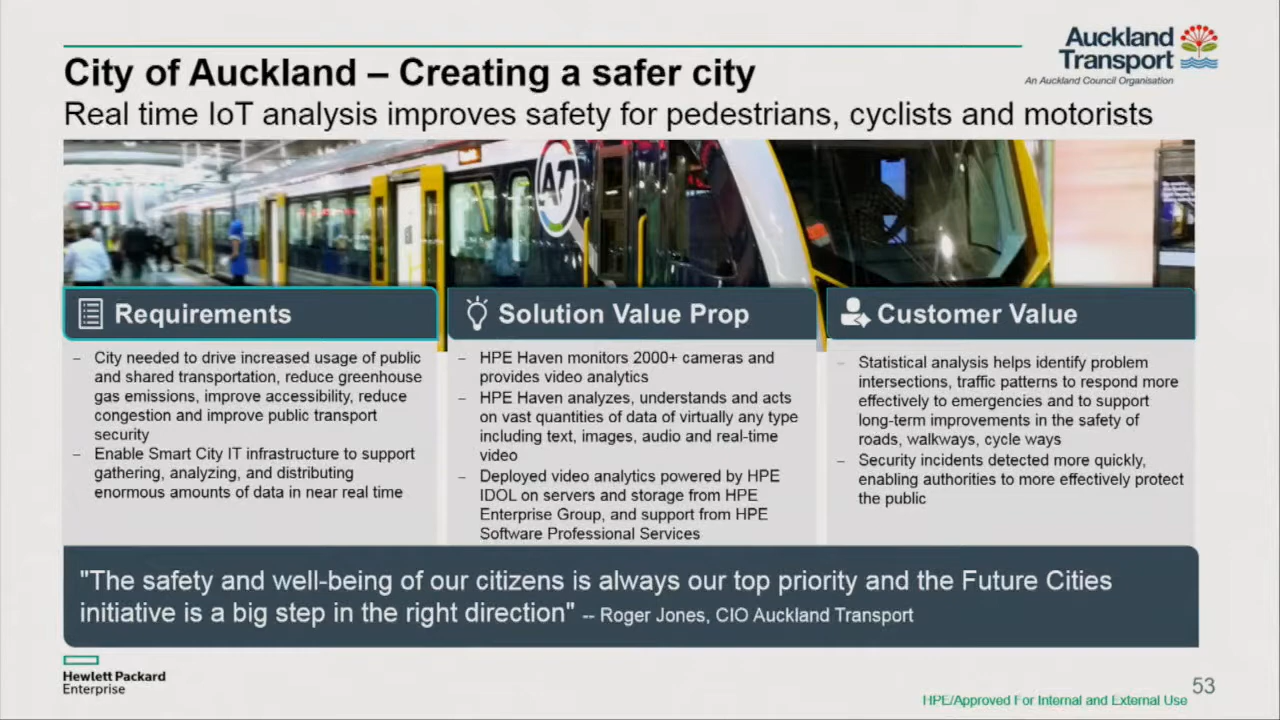 Auckland
Transport
An Auckland Council Organisation
City of Auckland – Creating a safer city
Real time IoT analysis improves safety for pedestrians, cyclists and motorists
AT
Requirements
– City needed to drive increased usage of public
and shared transportation, reduce greenhouse
gas emissions, improve accessibility, reduce
congestion and improve public transport
security
– Enable Smart City IT infrastructure to support
gathering, analyzing, and distributing
enormous amounts of data in near real time
Solution Value Prop
– HPE Haven monitors 2000+ cameras and
provides video analytics
– HPE Haven analyzes, understands and acts
on vast quantities of data of virtually any type
including text, images, audio and real-time
video
– Deployed video analytics powered by HPE
IDOL on servers and storage from HPE
Enterprise Group, and support from HPE
Software Professional Services
Customer Value
– Statistical analysis helps identify problem
intersections, traffic patterns to respond more
effectively to emergencies and to support
long-term improvements in the safety of
roads, walkways, cycle ways
– Security incidents detected more quickly,
enabling authorities to more effectively protect
the public
"The safety and well-being of our citizens is always our top priority and the Future Cities
initiative is a big step in the right direction" -- Roger Jones, CIO Auckland Transport
Hewlett Packard
Enterprise
53
HPE/Approved For Internal and External Use